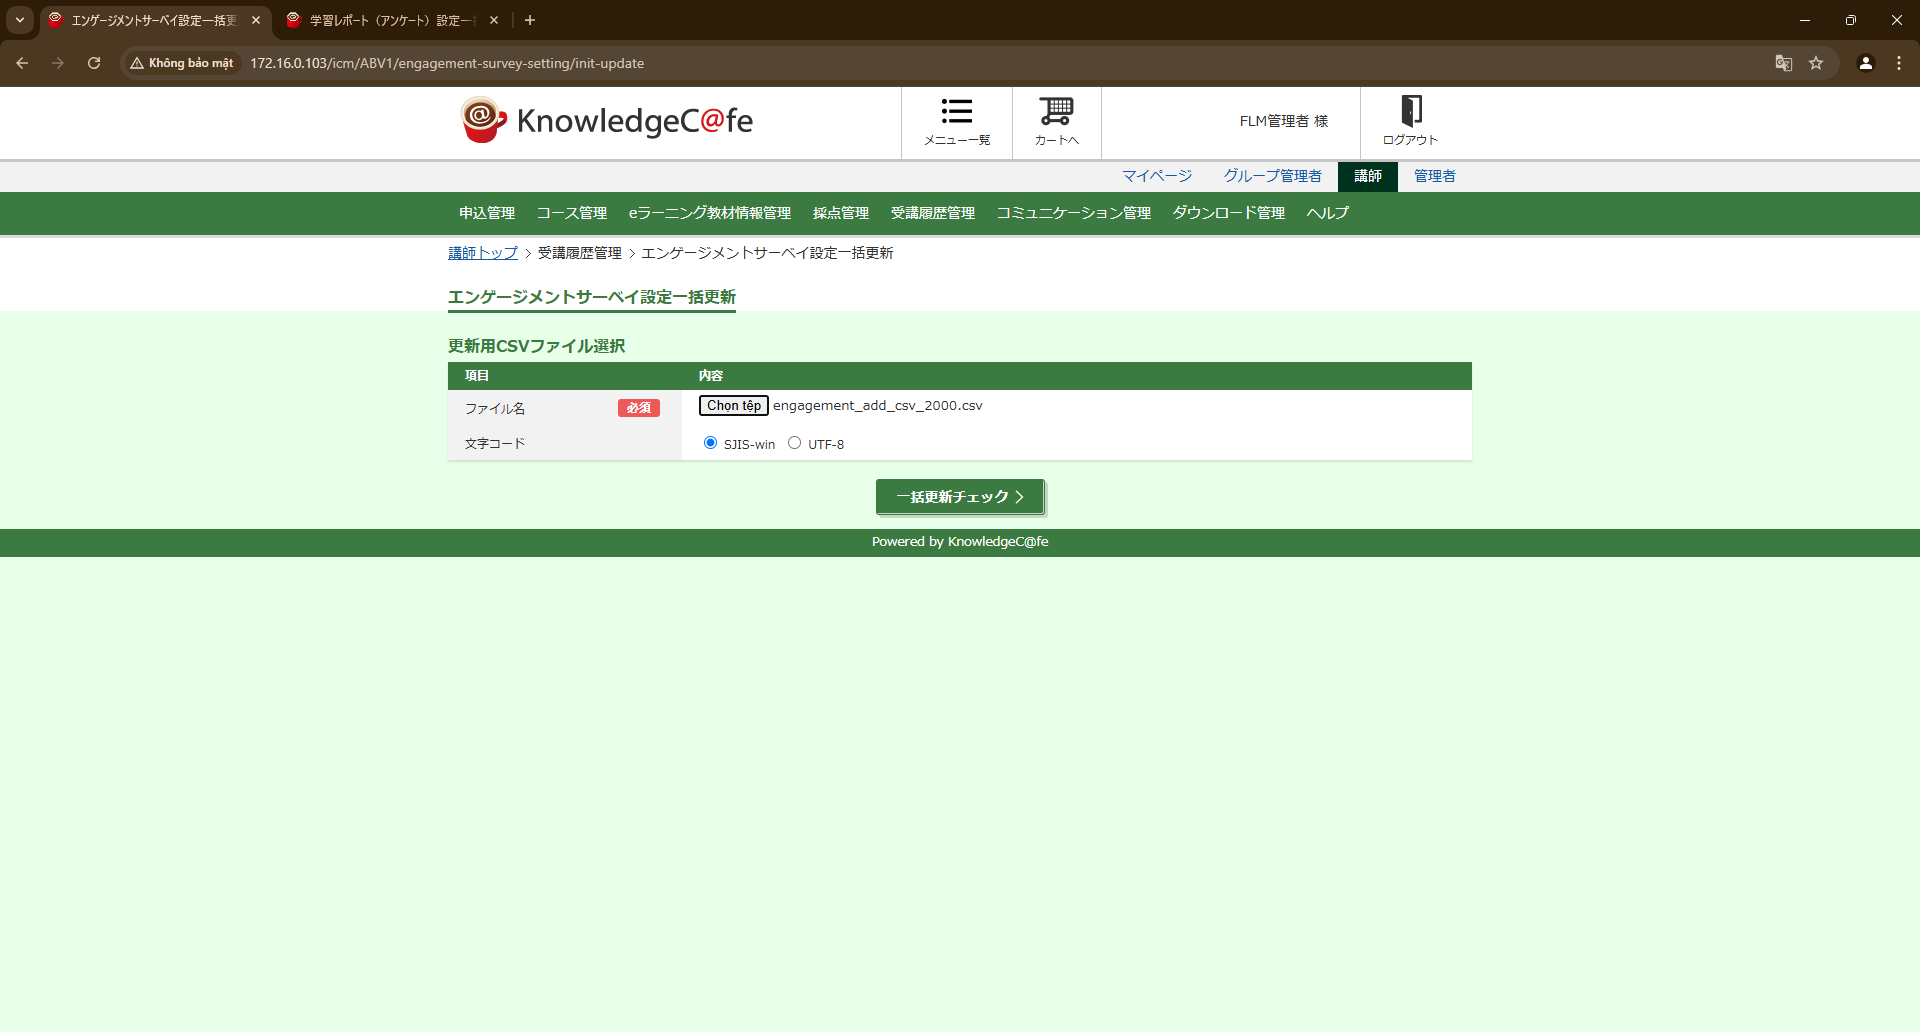 エンゲージメントサーベイ設定一括更
学習レポート（アンケート）設定一
Không bảo mật
172.16.0.103/icm/ABV1/engagement-survey-setting/init-update
KnowledgeC@fe
メニュー一覧
カートへ
FLM管理者 様
ログアウト
マイページ グループ管理者 講師 管理者
申込管理 コース管理 eラーニング教材情報管理 採点管理 受講履歴管理 コミュニケーション管理 ダウンロード管理 ヘルプ
講師トップ > 受講履歴管理 > エンゲージメントサーベイ設定一括更新
エンゲージメントサーベイ設定一括更新
更新用CSVファイル選択
項目 内容
ファイル名 必須 Chọn tệp engagement_add_csv_2000.csv
文字コード SJIS-win UTF-8
一括更新チェック
Powered by KnowledgeC@fe